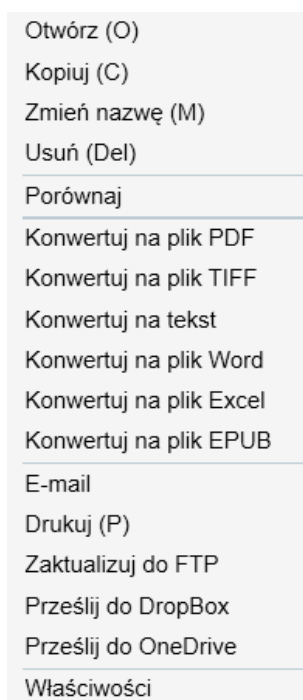 Otwórz (O)
Kopiuj (C)
Zmień nazwę (M)
Usuń (Del)
Porównaj
Konwertuj na plik PDF
Konwertuj na plik TIFF
Konwertuj na tekst
Konwertuj na plik Word
Konwertuj na plik Excel
Konwertuj na plik EPUB
E-mail
Drukuj (P)
Zaktualizuj do FTP
Prześlij do DropBox
Prześlij do OneDrive
Właściwości